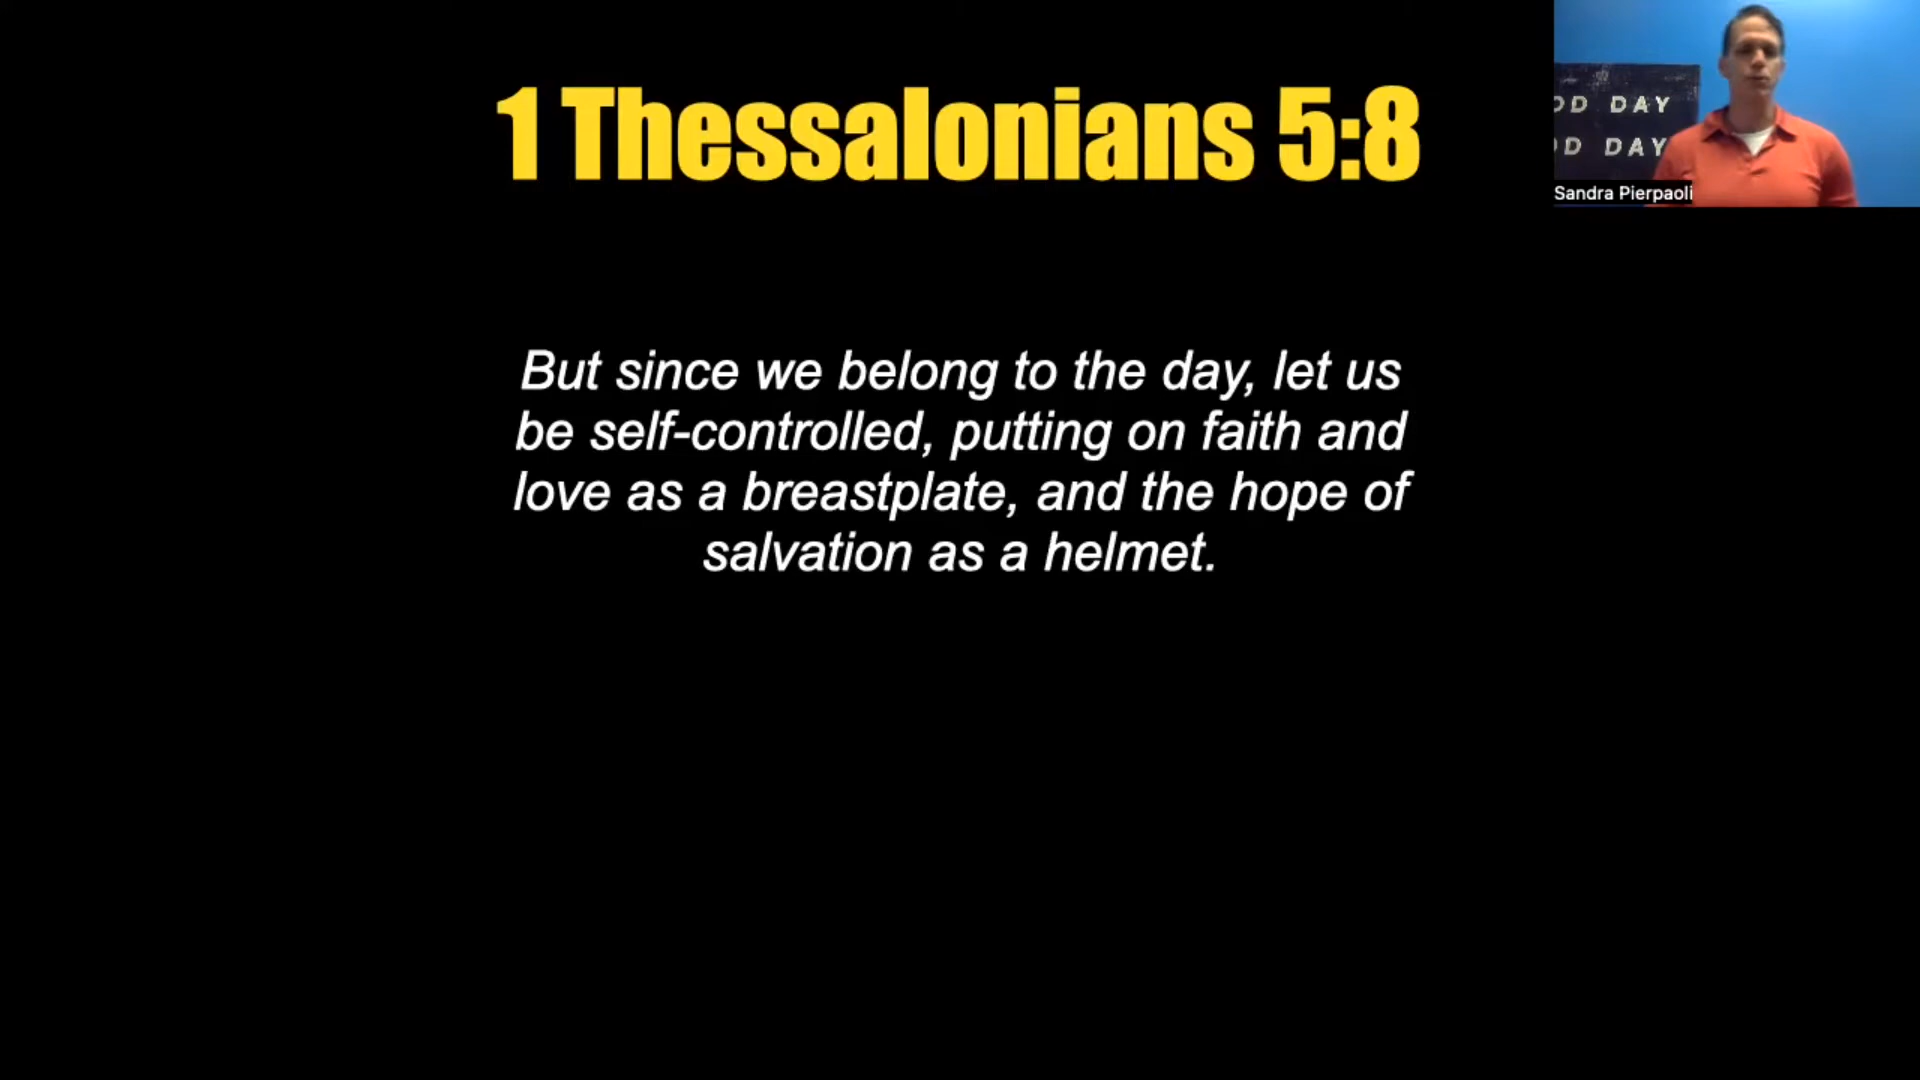 1 Thessalonians 5:8
But since we belong to the day, let us
be self-controlled, putting on faith and
love as a breastplate, and the hope of
salvation as a helmet.
OD DAY
D DAY
Sandra Pierpaoli